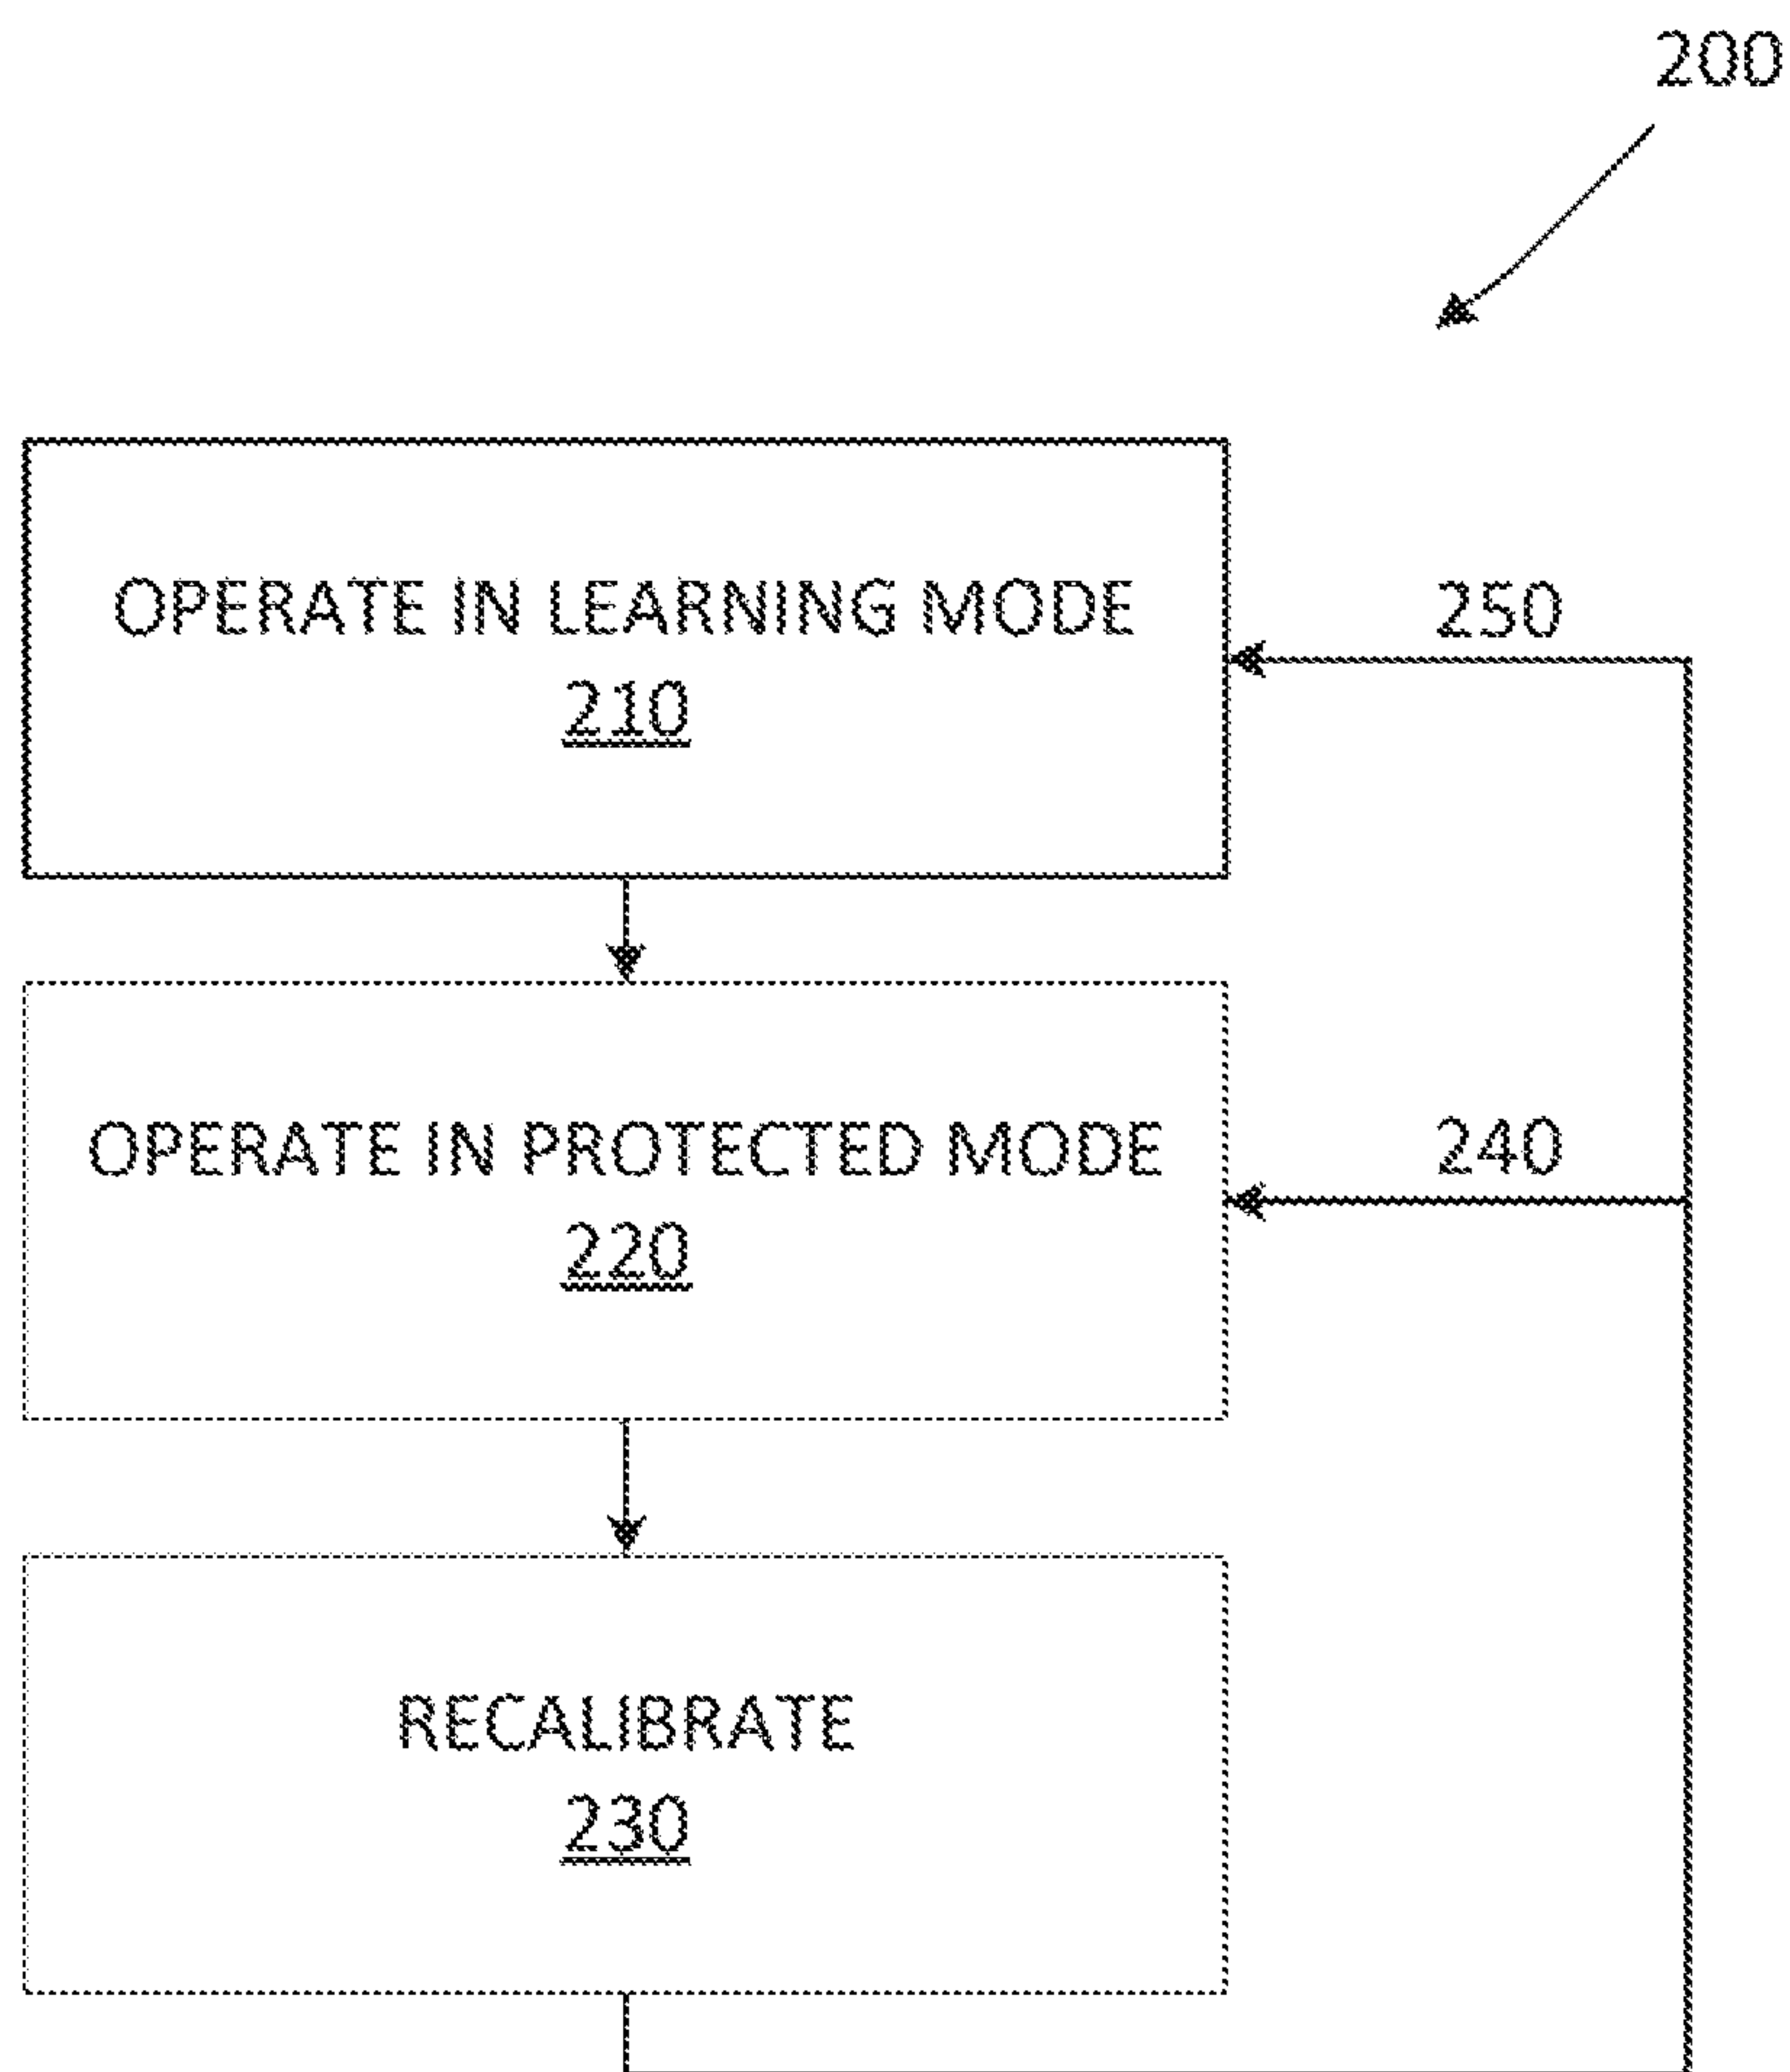 200
OPERATE IN LEARNING MODE
210
250
OPERATE IN PROTECTED MODE
220
240
RECALIBRATE
230